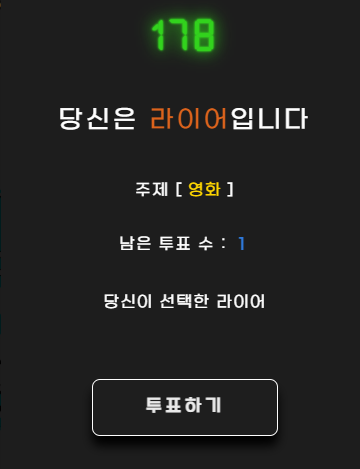 178
당신은 라이어입니다
주제 [ 영화 ]
남은 투표 수 : 1
당신이 선택한 라이어
투표하기